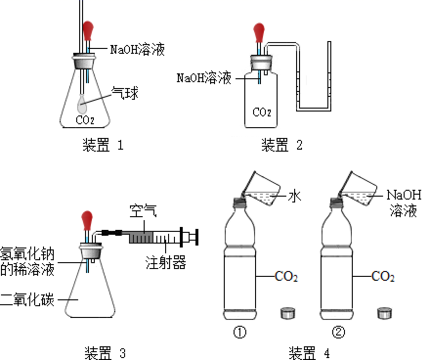 NaOH溶液
气球
CO2
装置 1
NaOH溶液
CO2
装置 2
空气
注射器
氢氧化钠
的稀溶液
二氧化碳
装置 3
水
NaOH
溶液
CO2
CO2
①
②
装置 4